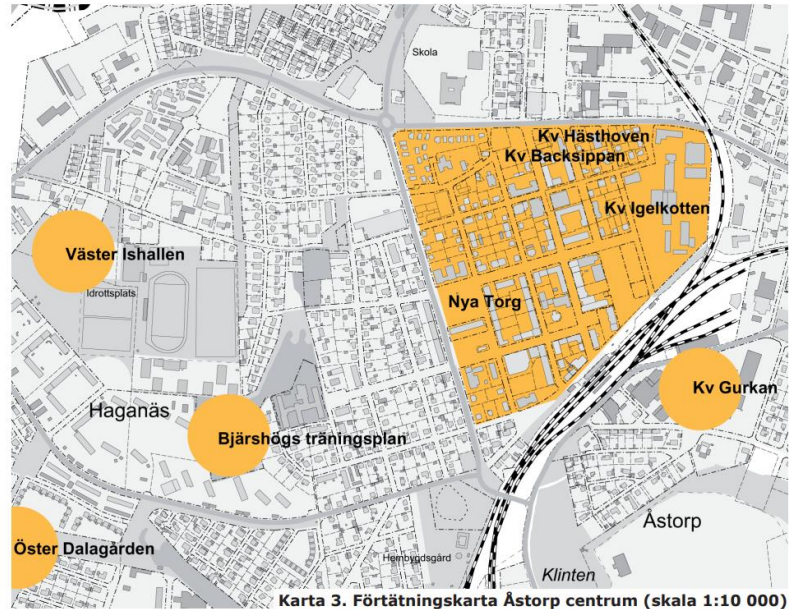 Skola
Kv Hästhoven
Kv Backsippan
Kv Igelkotten
Väster Ishallen
Idrottsplats
Nya Torg
Kv Gurkan
Haganäs
Bjärshögs träningsplan
Åstorp
Öster Dalagården
Hembygdsgård
Klinten
Karta 3. Förtätningskarta Åstorp centrum (skala 1:10 000)